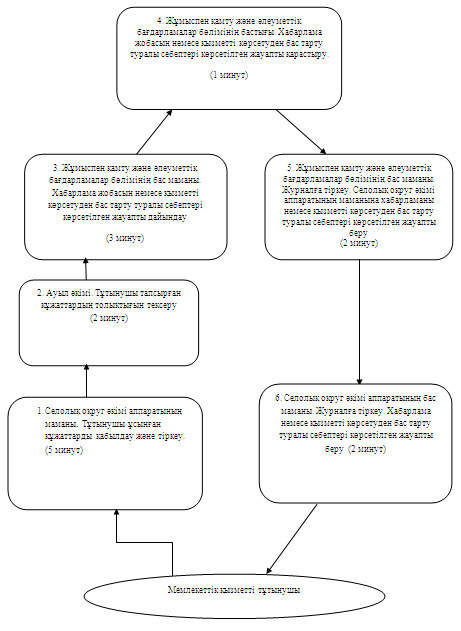 4. Жұмыспен қамту және әлеуметтік
бағдарламалар бөлімінің бастығы. Хабарлама
жобасын немесе қызметті көрсетуден бас тарту
туралы себептері көрсетілген жауапты қарастыру.
(1 минут)
3. Жұмыспен қамту және әлеуметтік
бағдарламалар бөлімінің бас маманы.
Хабарлама жобасын немесе қызметті
көрсетуден бас тарту туралы себептері
көрсетілген жауапты дайындау
(3 минут)
5. Жұмыспен қамту және әлеуметтік
бағдарламалар бөлімінің бас маманы.
Журналға тіркеу. Селолық округ әкімі
аппаратының маманына хабарламаны
немесе қызметті көрсетуден бас тарту
туралы себептері көрсетілген жауапты
беру
(2 минут)
2. Ауыл әкімі. Тұтынушы тапсырған
құжаттардың толықтығын тексеру
(2 минут)
1. Селолық округ әкімі аппаратының
маманы. Тұтынушы ұсынған
құжаттарды қабылдау және тіркеу.
(5 минут)
6. Селолық округ әкімі аппаратының бас
маманы. Журналға тіркеу. Хабарлама
немесе қызметті көрсетуден бас тарту
туралы себептері көрсетілген жауапты
беру (2 минут)
Мемлекеттік қызметті тұтынушы